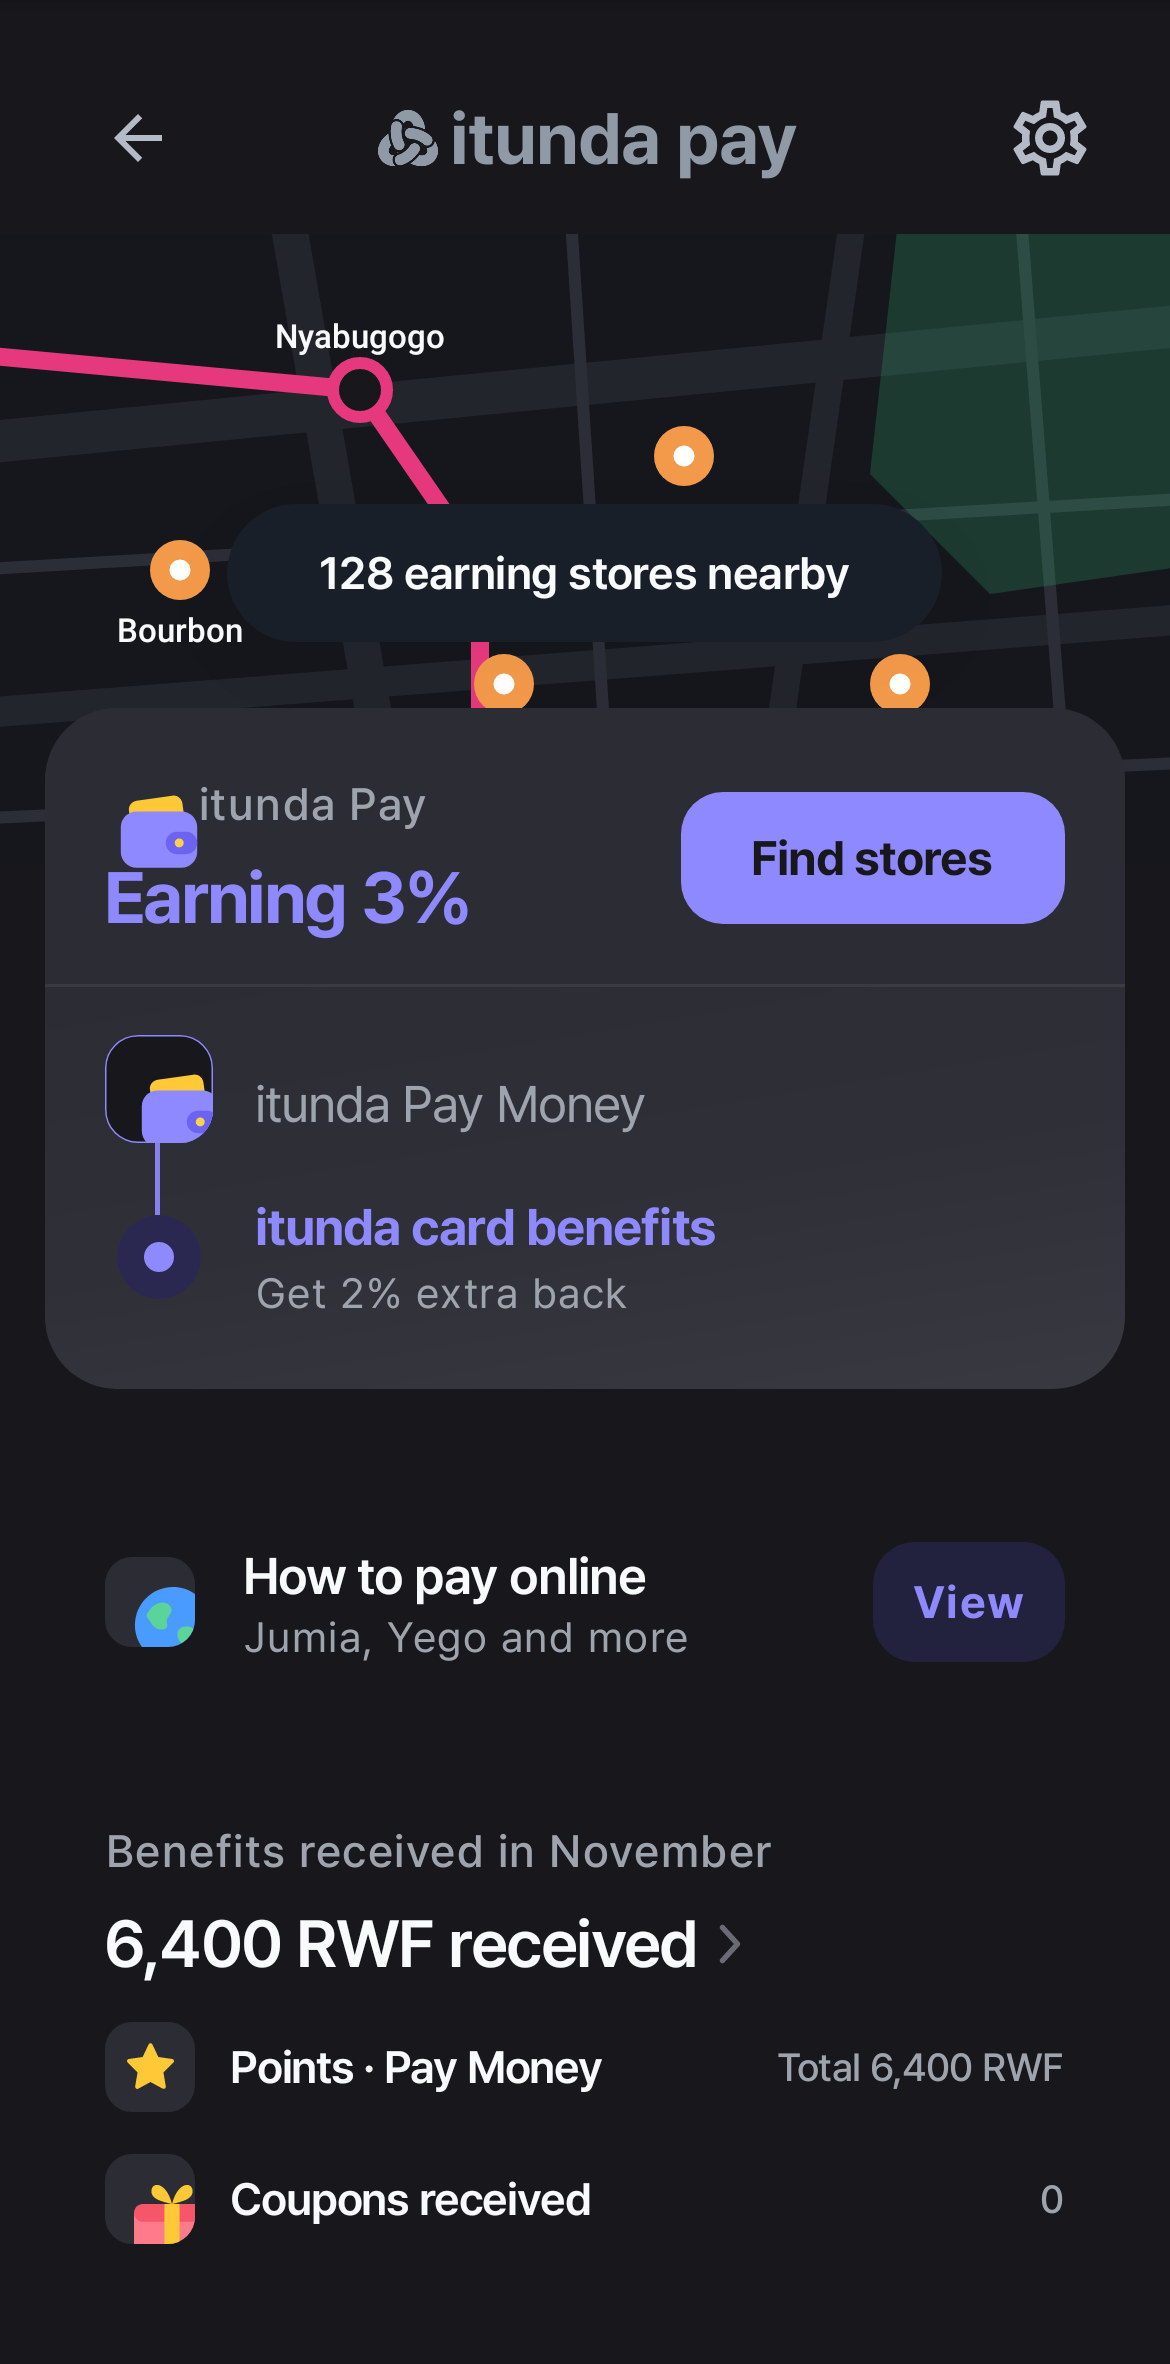 itunda pay
Nyabugogo
128 earning stores nearby
Bourbon
itunda Pay
Earning 3%
Find stores
itunda Pay Money
itunda card benefits
Get 2% extra back
How to pay online
Jumia, Yego and more
View
Benefits received in November
6,400 RWF received
Points · Pay Money
Total 6,400 RWF
Coupons received
0